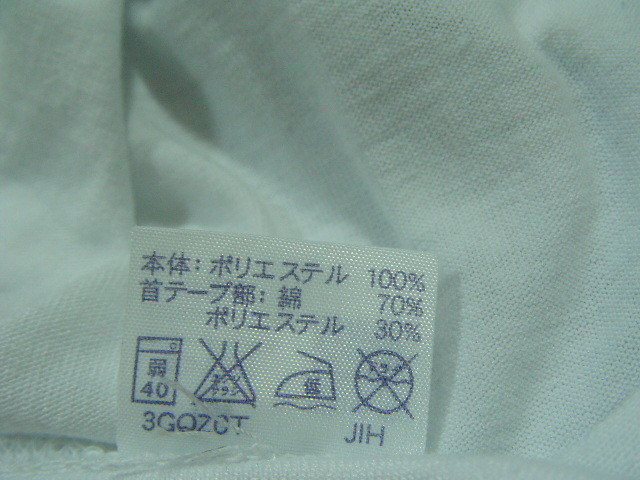 本体：ポリエステル 100%
首テープ部：綿 70%
ポリエステル 30%
弱 40 低
JIH